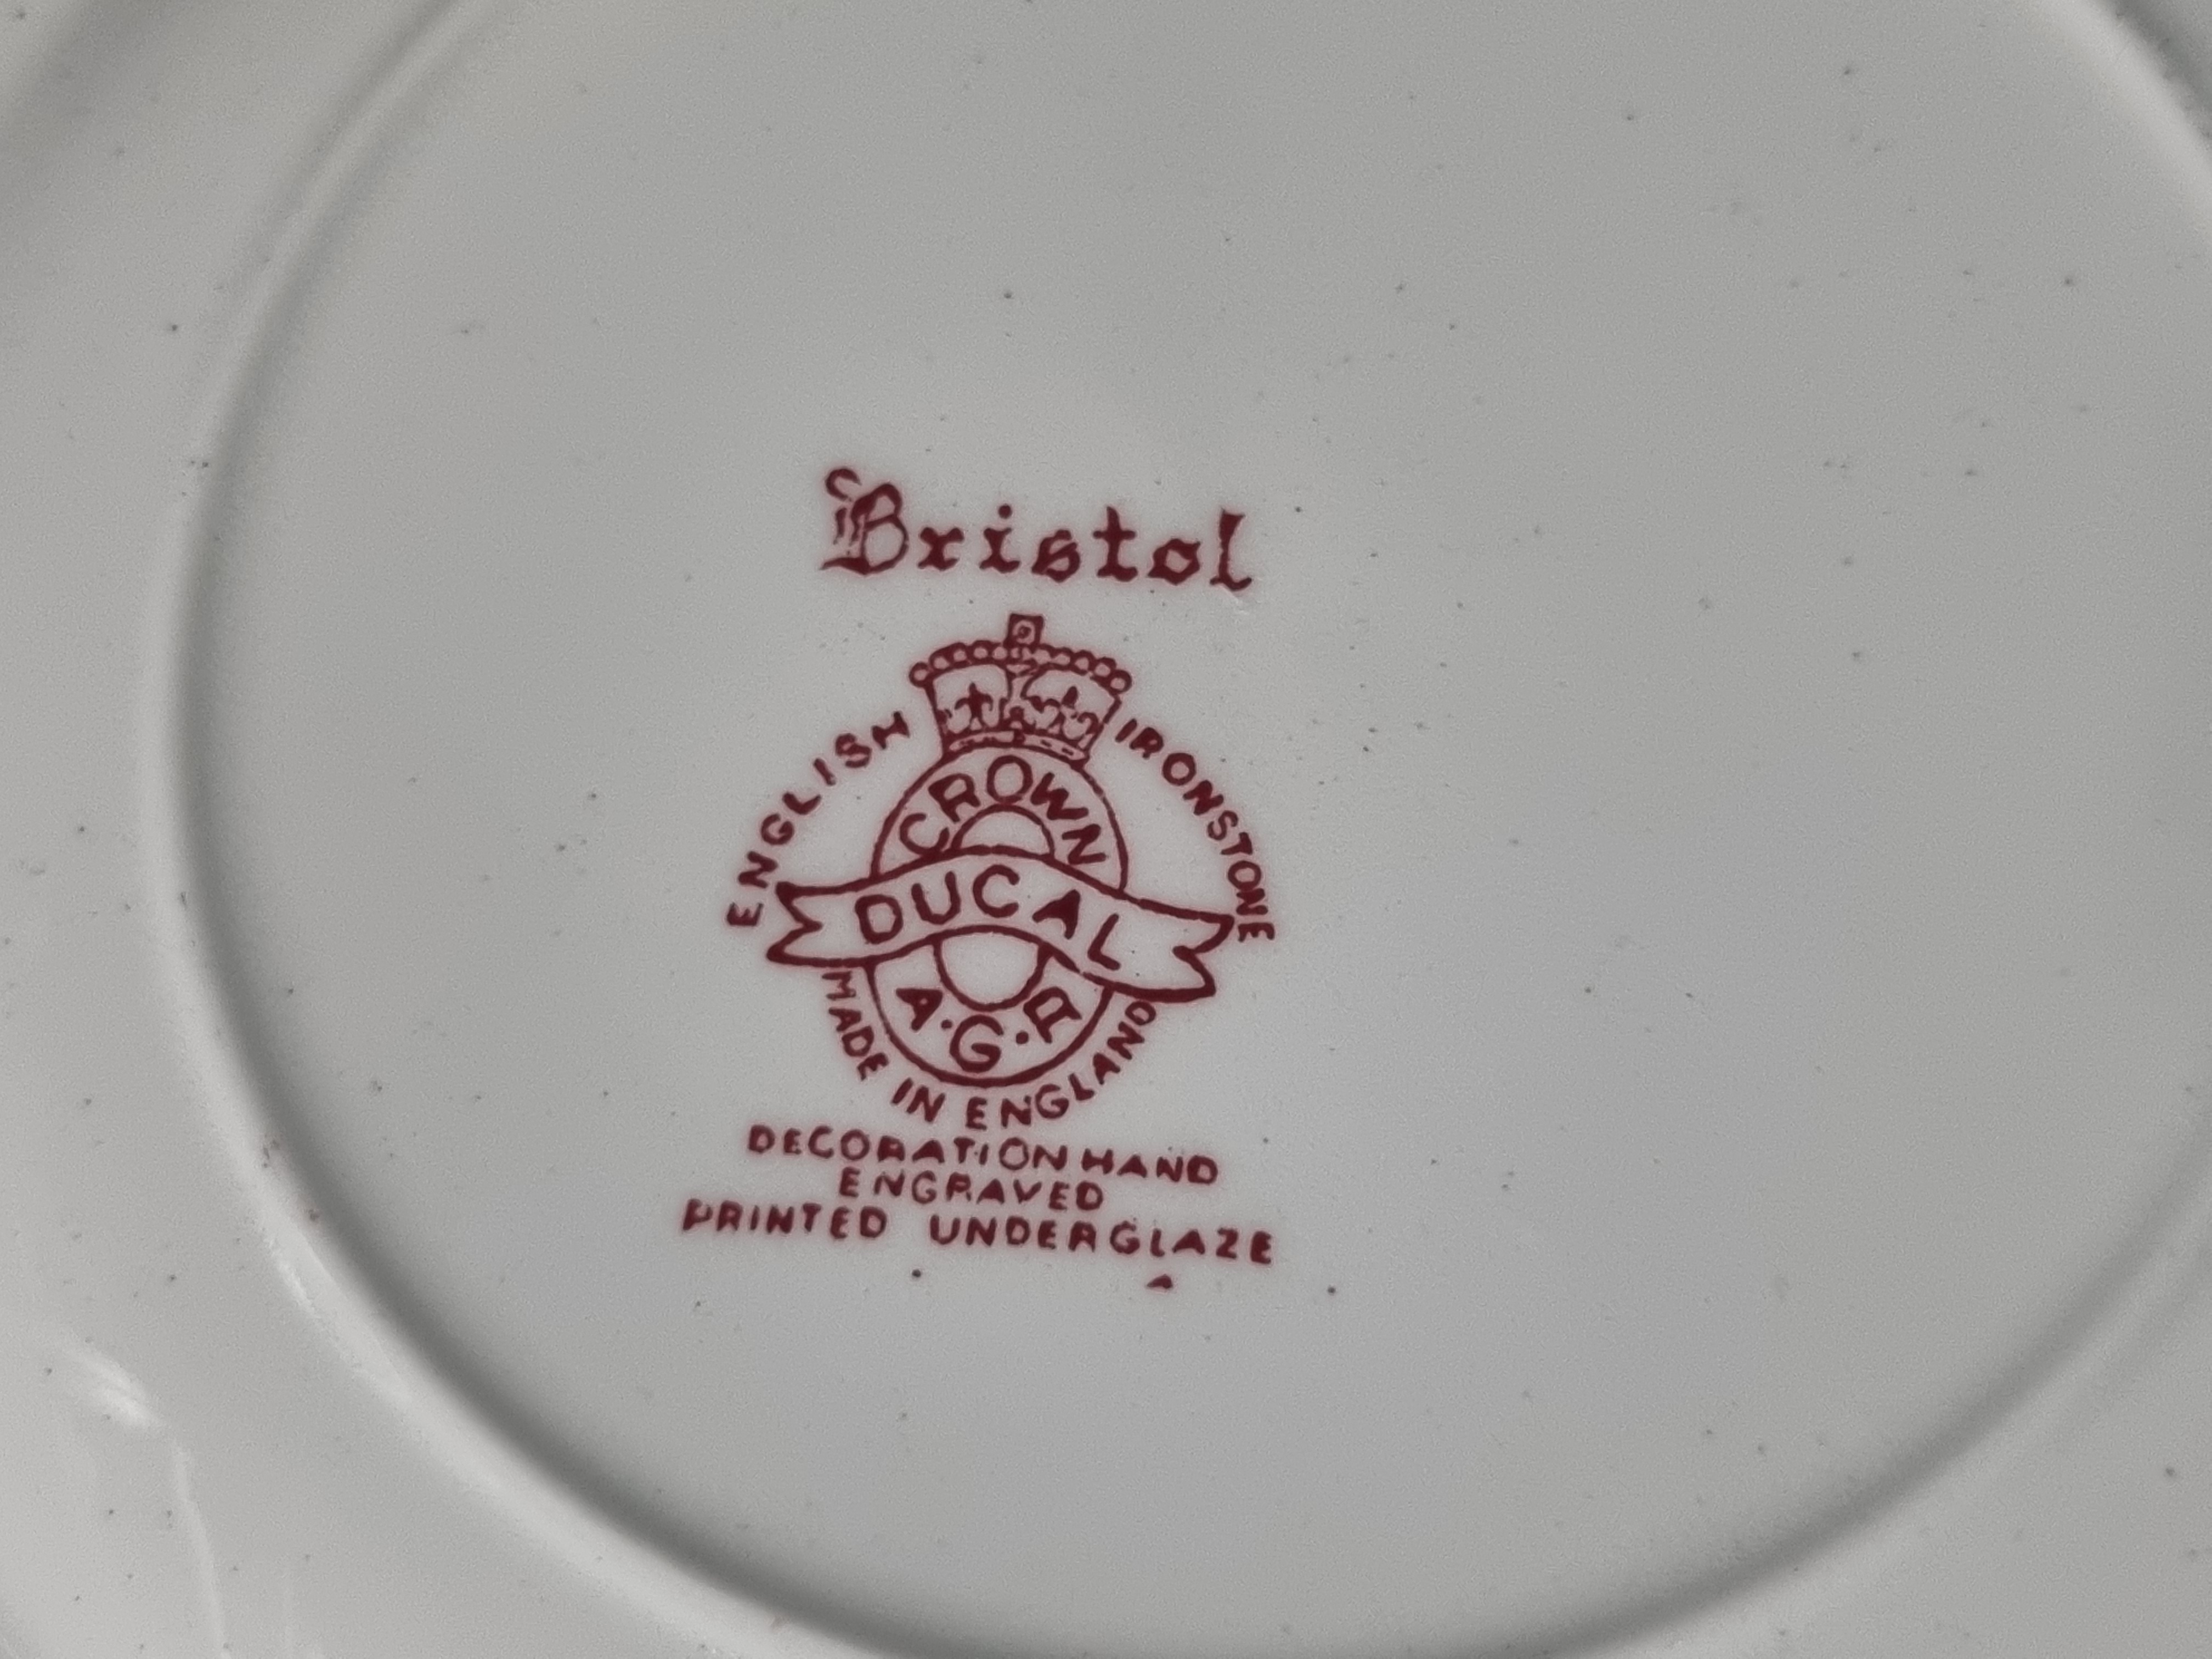 Bristol
ENGLISH IRONSTONE
CROWN
DUCAL
A.G.R
MADE IN ENGLAND
DECORATION HAND
ENGRAVED
PRINTED UNDERGLAZE